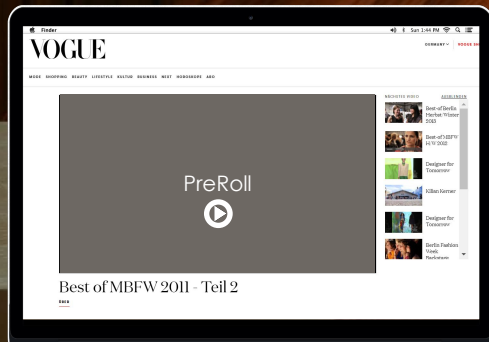 Finder
Sun 1:44 PM
VOGUE
GERMANY
MODE SHOPPING BEAUTY LIFESTYLE KULTUR BUSINESS BEST HOROSKOPE ABO
PreRoll
Best of MBFW 2011 - Teil 2
NÄCHSTES VIDEO AUSBLENDEN
Best-of Berlin
Herbst/Winter
2013
Best-of MBFW
H/W 2012
Designer for
Tomorrow
Kilian Kerner
Designer for
Tomorrow
Berlin Fashion
Week